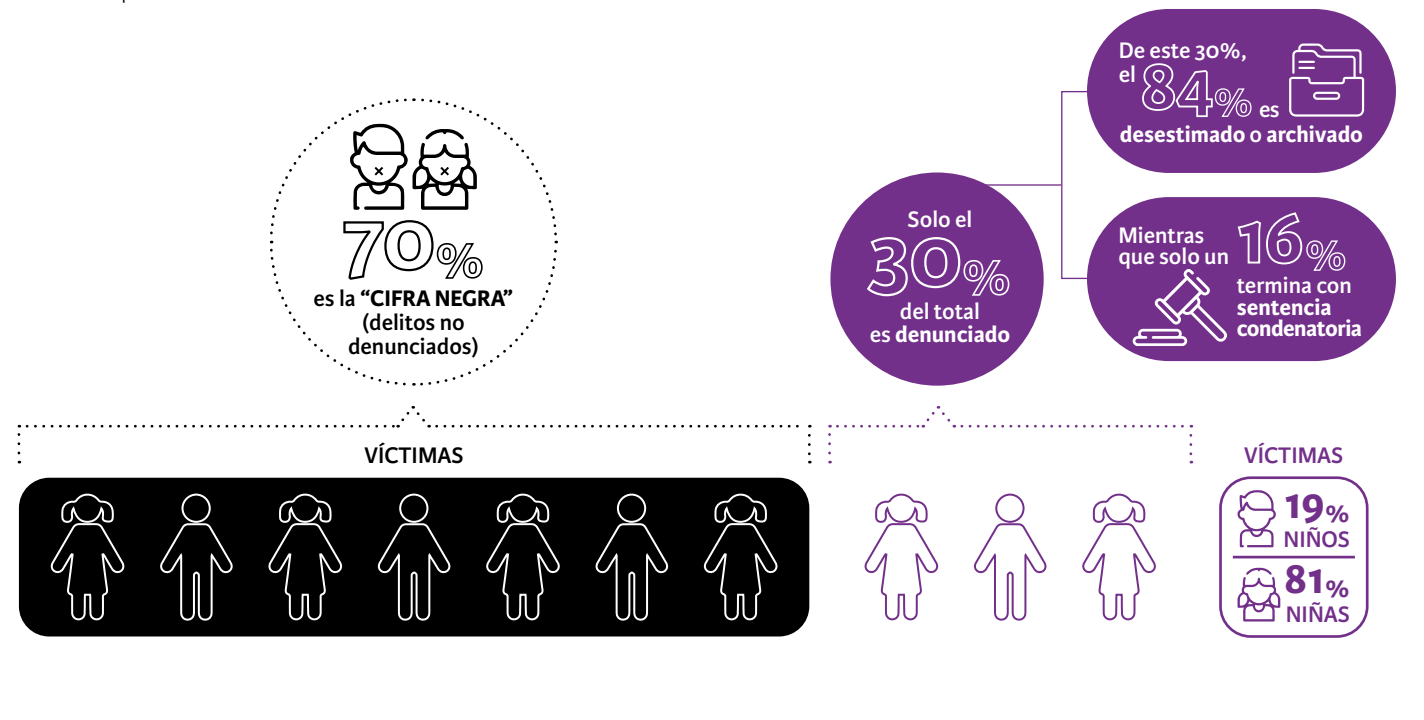 70%
es la “CIFRA NEGRA”
(delitos no
denunciados)
Solo el
30%
del total
es denunciado
De este 30%,
el 84% es
desestimado o archivado
Mientras
que solo un 16%
termina con
sentencia
condenatoria
VÍCTIMAS
VÍCTIMAS
19%
NIÑOS
81%
NIÑAS